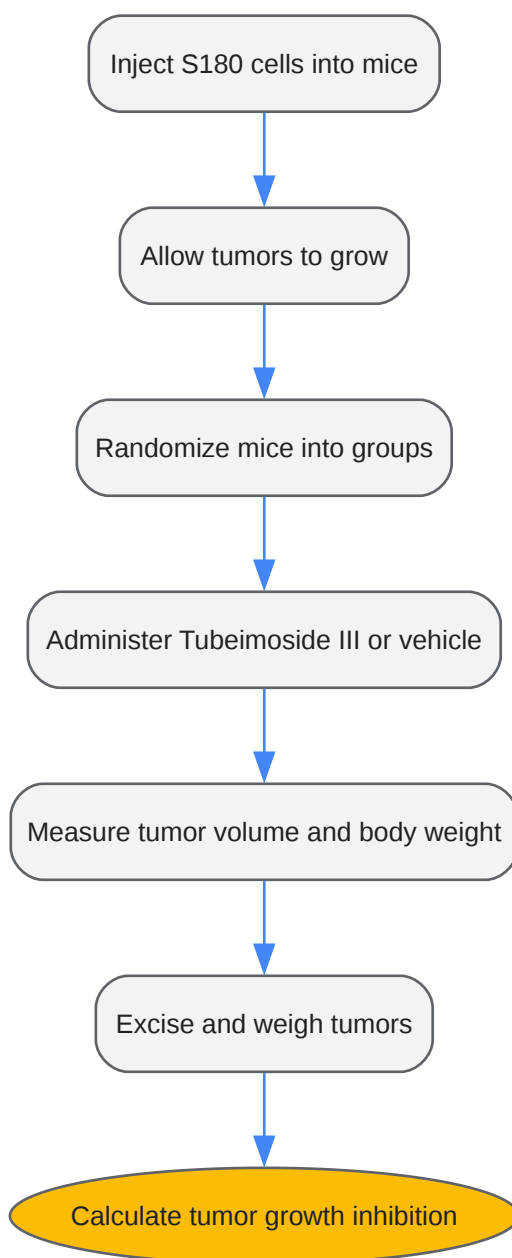 Inject S180 cells into mice
Allow tumors to grow
Randomize mice into groups
Administer Tubeimoside III or vehicle
Measure tumor volume and body weight
Excise and weigh tumors
Calculate tumor growth inhibition